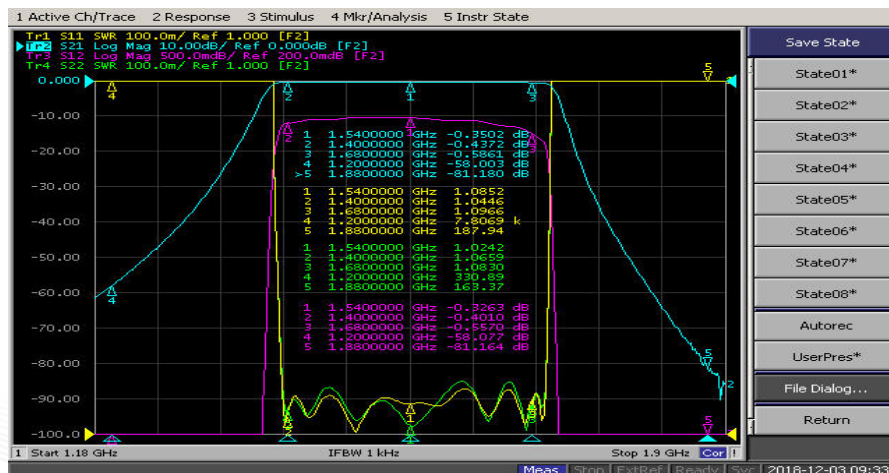 1 Active Ch/Trace 2 Response 3 Stimulus 4 Mkr/Analysis 5 Instr State
Tr1 S11 SWR 100.0m/ Ref 1.000 [F2]
Tr2 S21 Log Mag 10.00dB/ Ref 0.000dB [F2]
Tr3 S12 Log Mag 500.0mdB/ Ref 200.0mdB [F2]
Tr4 S22 SWR 100.0m/ Ref 1.000 [F2]
0.000
-10.00
-20.00
-30.00
-40.00
-50.00
-60.00
-70.00
-80.00
-90.00
-100.0
1 1.5400000 GHz -0.3502 dB
2 1.4000000 GHz -0.4372 dB
3 1.6800000 GHz -0.5861 dB
4 1.2000000 GHz -58.003 dB
>5 1.8800000 GHz -81.180 dB
1 1.5400000 GHz 1.0852
2 1.4000000 GHz 1.0446
3 1.6800000 GHz 1.0966
4 1.2000000 GHz 7.8069 k
5 1.8800000 GHz 187.94
1 1.5400000 GHz 1.0242
2 1.4000000 GHz 1.0659
3 1.6800000 GHz 1.0830
4 1.2000000 GHz 330.89
5 1.8800000 GHz 163.37
1 1.5400000 GHz -0.3263 dB
2 1.4000000 GHz -0.4010 dB
3 1.6800000 GHz -0.5570 dB
4 1.2000000 GHz -58.077 dB
5 1.8800000 GHz -81.164 dB
1 Start 1.18 GHz IFBW 1 kHz Stop 1.9 GHz Cor !
Meas Stop ExtRef Ready Svc 2018-12-03 09:33
Save State
State01*
State02*
State03*
State04*
State05*
State06*
State07*
State08*
Autorec
UserPres*
File Dialog...
Return